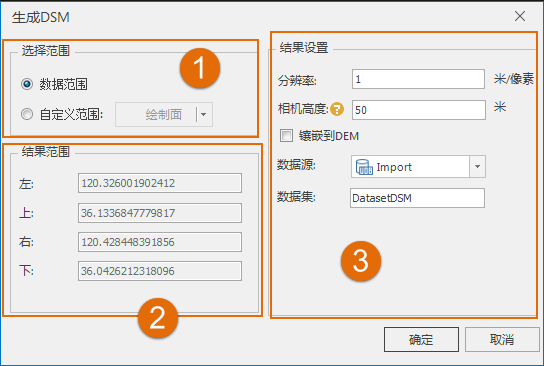 生成DSM
选择范围
1
数据范围
自定义范围: 绘制面
结果范围
左: 120.326001902412
上: 36.1336847779817
右: 120.428448391856
下: 36.0426212318096
2
结果设置
分辨率: 1 米/像素
相机高度: ? 50 米
镶嵌到DEM
数据源: Import
数据集: DatasetDSM
3
确定 取消